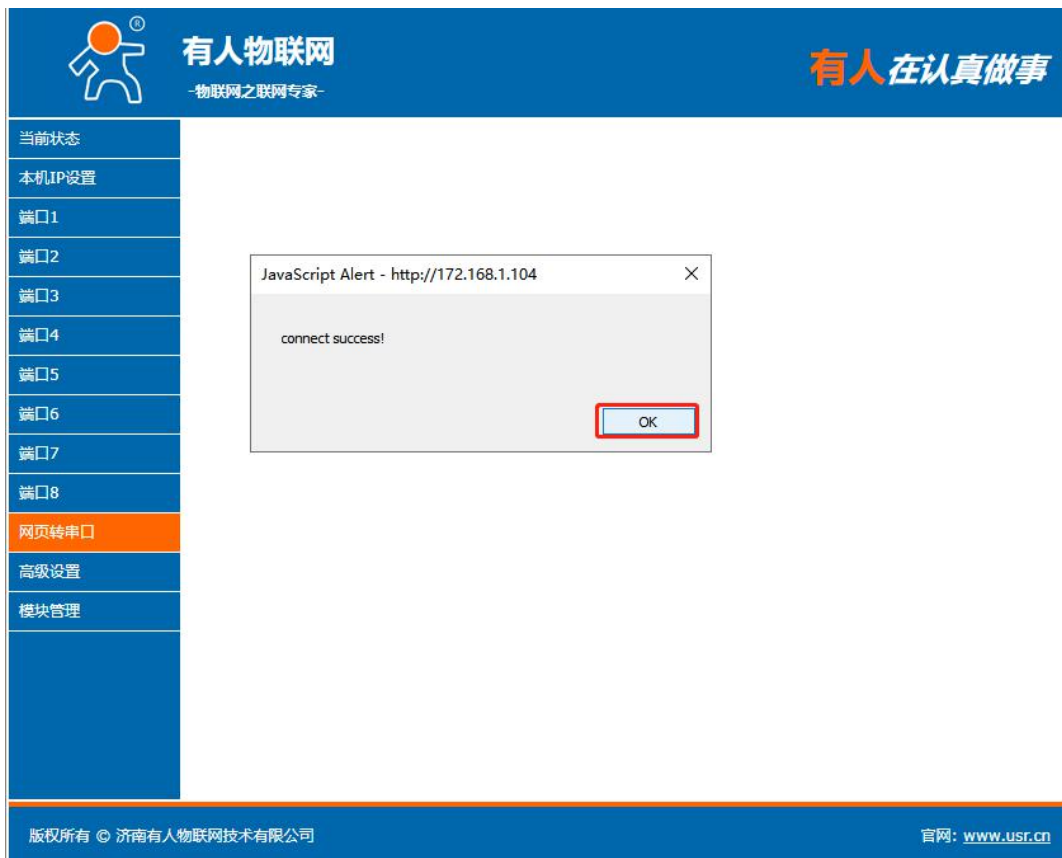 ®
有人物联网
-物联网之联网专家-
有人在认真做事
当前状态
本机IP设置
端口1
端口2
端口3
端口4
端口5
端口6
端口7
端口8
网页转串口
高级设置
模块管理
JavaScript Alert - http://172.168.1.104
connect success!
OK
版权所有 © 济南有人物联网技术有限公司
官网: www.usr.cn